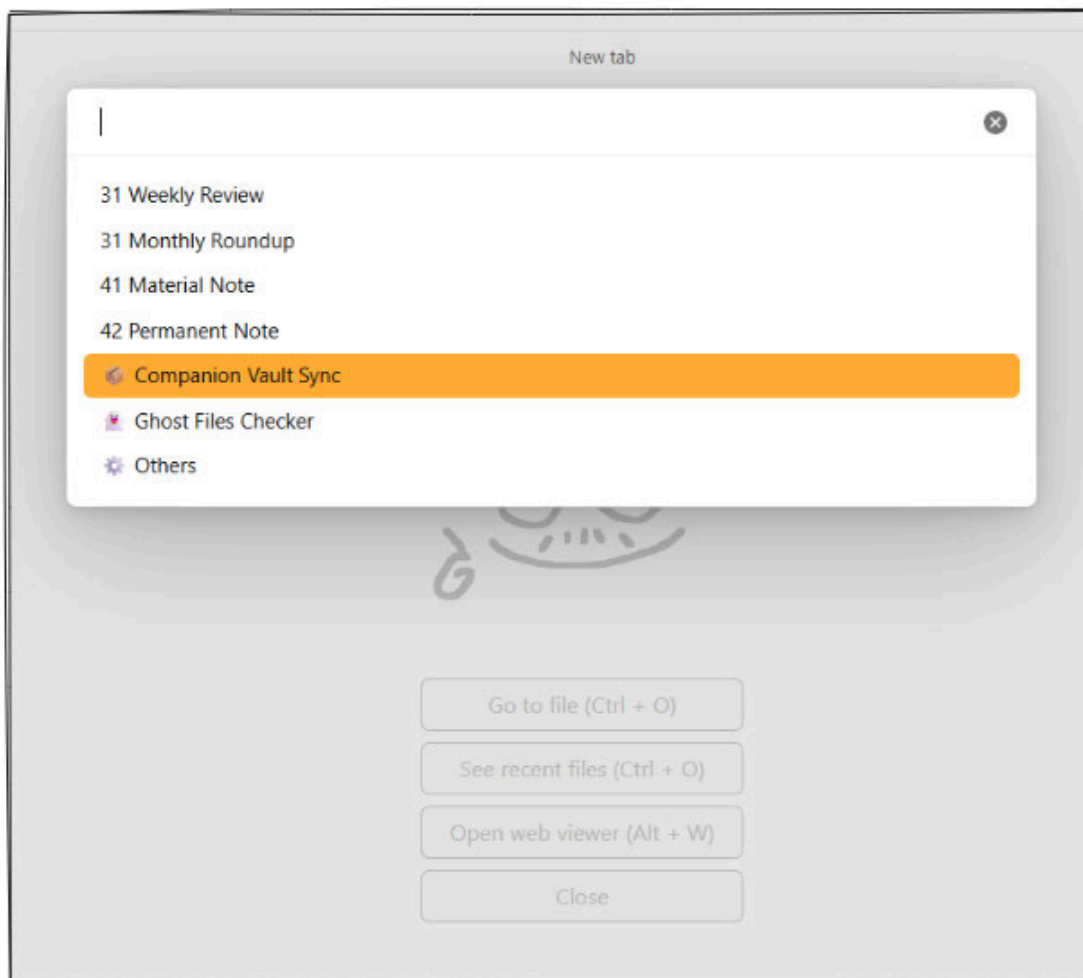 New tab
31 Weekly Review
31 Monthly Roundup
41 Material Note
42 Permanent Note
📦 Companion Vault Sync
👻 Ghost Files Checker
⚙️ Others
Go to file (Ctrl + O)
See recent files (Ctrl + O)
Open web viewer (Alt + W)
Close